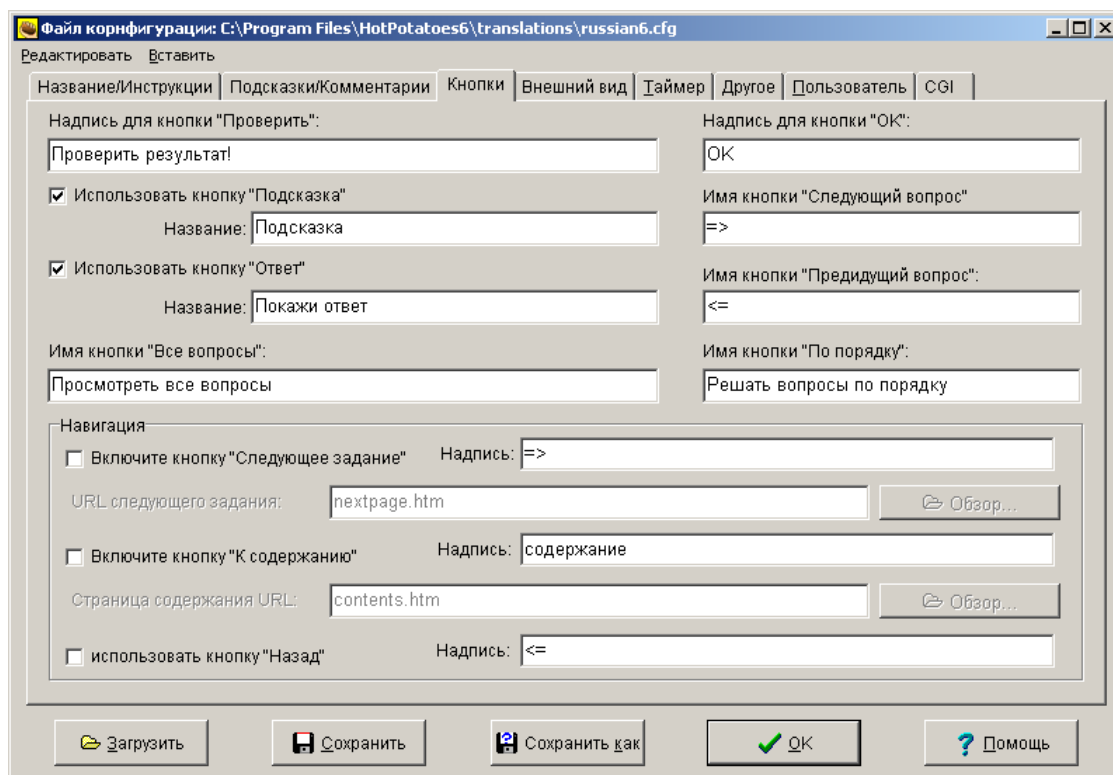 Файл корнфигурации: C:\Program Files\HotPotatoes6\translations\russian6.cfg
Редактировать Вставить
Название/Инструкции Подсказки/Комментарии Кнопки Внешний вид Таймер Другое Пользователь CGI
Надпись для кнопки "Проверить": Надпись для кнопки "OK":
Проверить результат! OK
Использовать кнопку "Подсказка" Имя кнопки "Следующий вопрос"
Название: Подсказка =>
Использовать кнопку "Ответ" Имя кнопки "Предидущий вопрос":
Название: Покажи ответ <=
Имя кнопки "Все вопросы": Имя кнопки "По порядку":
Просмотреть все вопросы Решать вопросы по порядку
Навигация
Включите кнопку "Следующее задание" Надпись: =>
URL следующего задания: nextpage.htm Обзор...
Включите кнопку "К содержанию" Надпись: содержание
Страница содержания URL: contents.htm Обзор...
использовать кнопку "Назад" Надпись: <=
Загрузить Сохранить Сохранить как OK Помощь